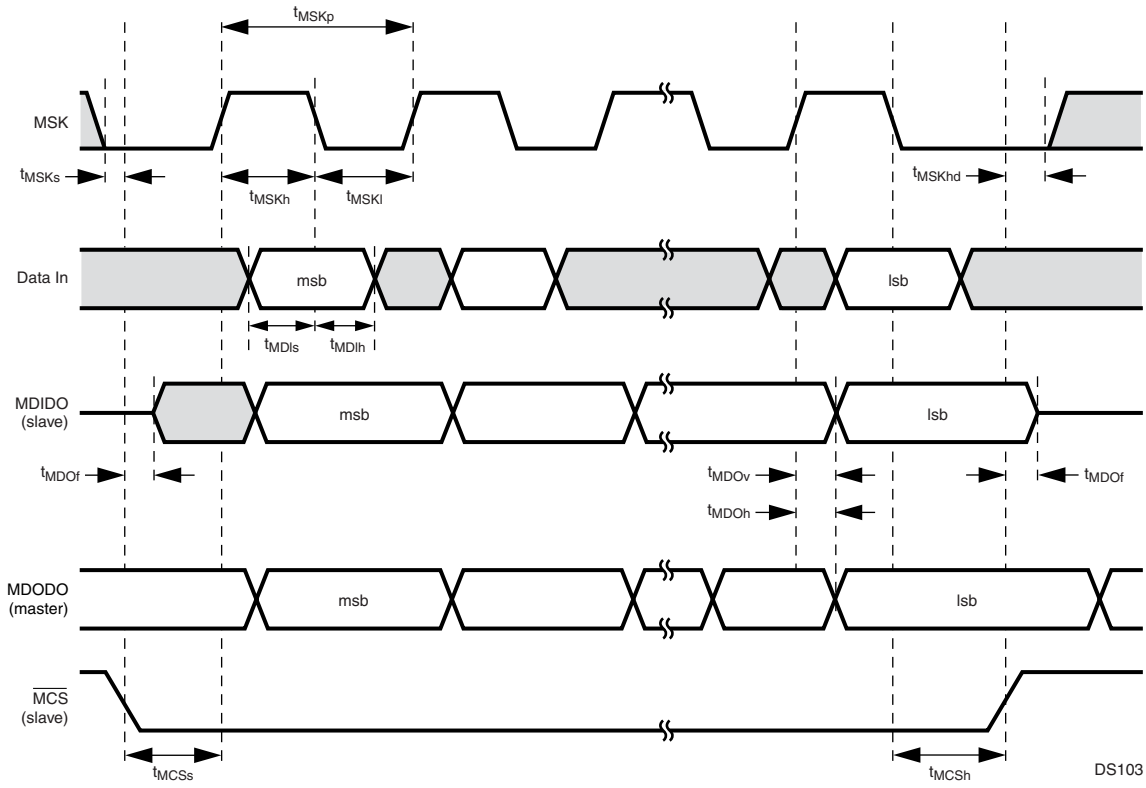 tMSKp
MSK
tMSKs
tMSKh
tMSKl
tMSKhd
Data In
msb
lsb
tMDIs
tMDIh
MDIDO
(slave)
msb
lsb
tMDOf
tMDOv
tMDOf
tMDOh
MDODO
(master)
msb
lsb
MCS
(slave)
tMCSs
tMCSh
DS103